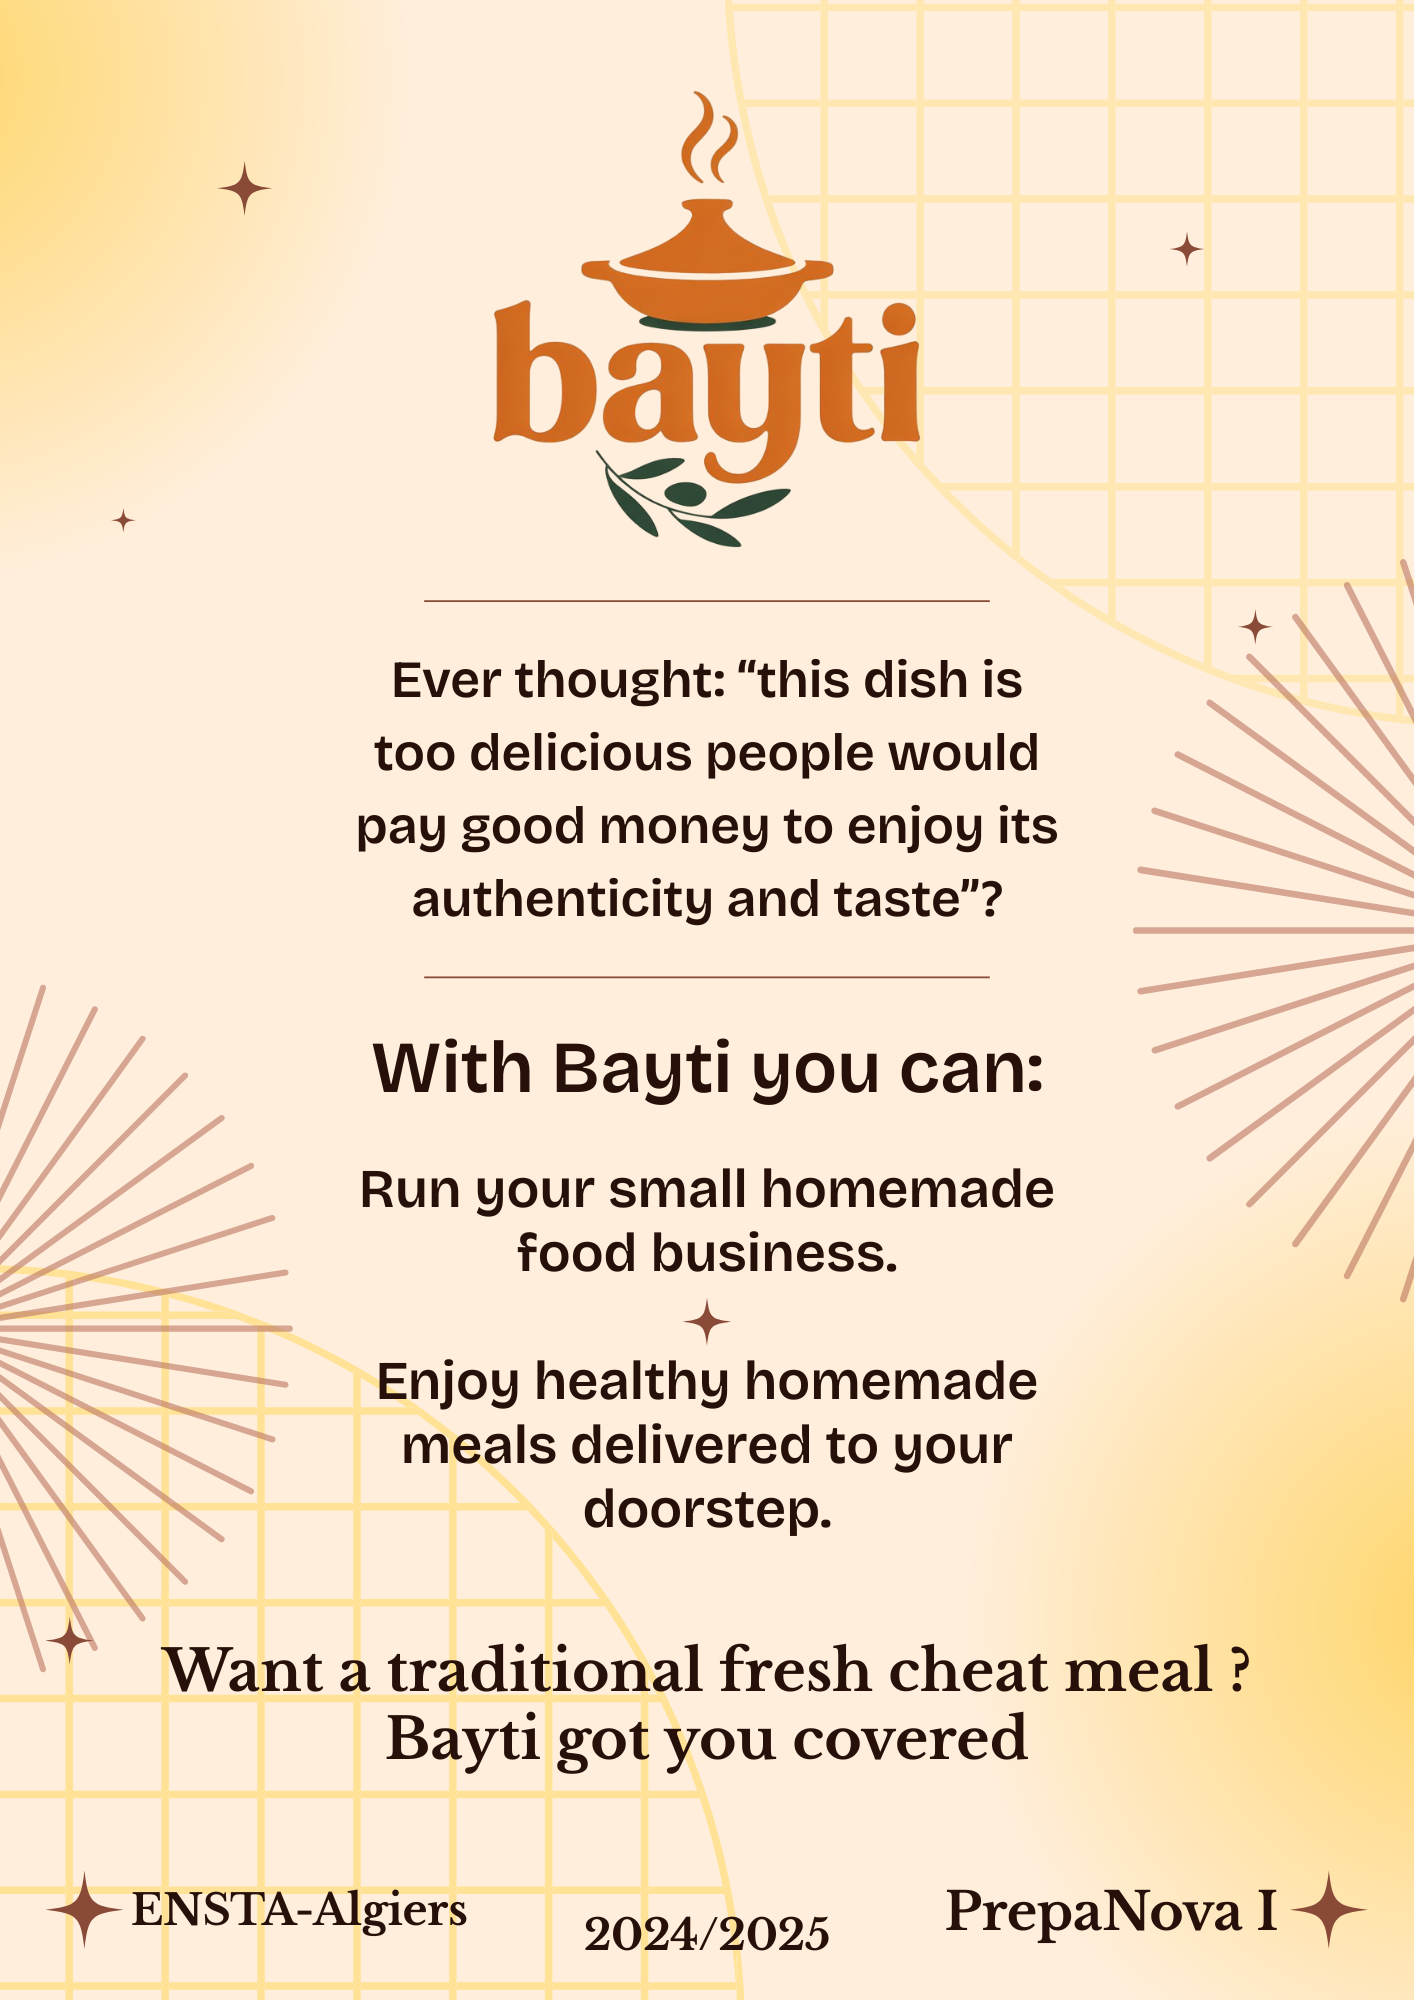 bayti
Ever thought: “this dish is
too delicious people would
pay good money to enjoy its
authenticity and taste”?
With Bayti you can:
Run your small homemade
food business.
Enjoy healthy homemade
meals delivered to your
doorstep.
Want a traditional fresh cheat meal ?
Bayti got you covered
ENSTA-Algiers
2024/2025
PrepaNova I